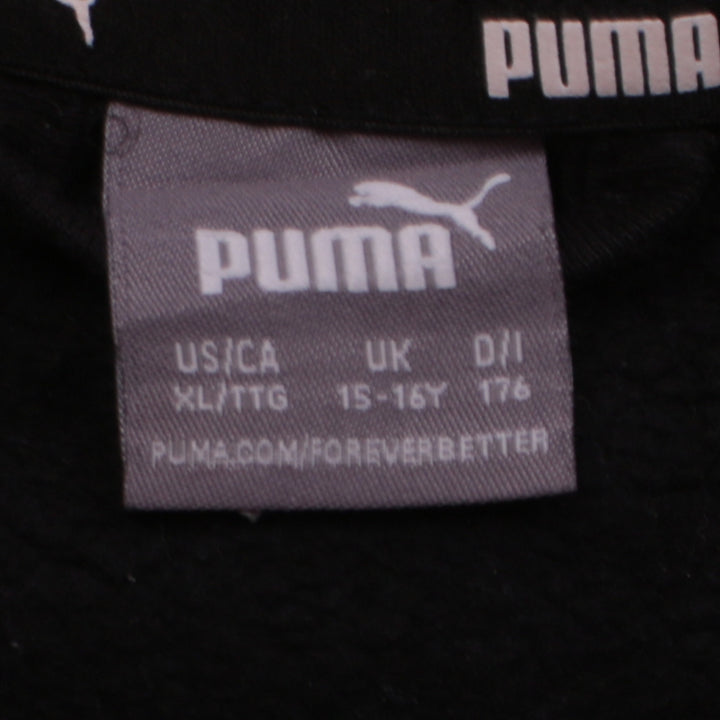 PUMA
PUMA
US/CA UK D/I
XL/TTG 15-16Y 176
PUMA.COM/FOREVERBETTER